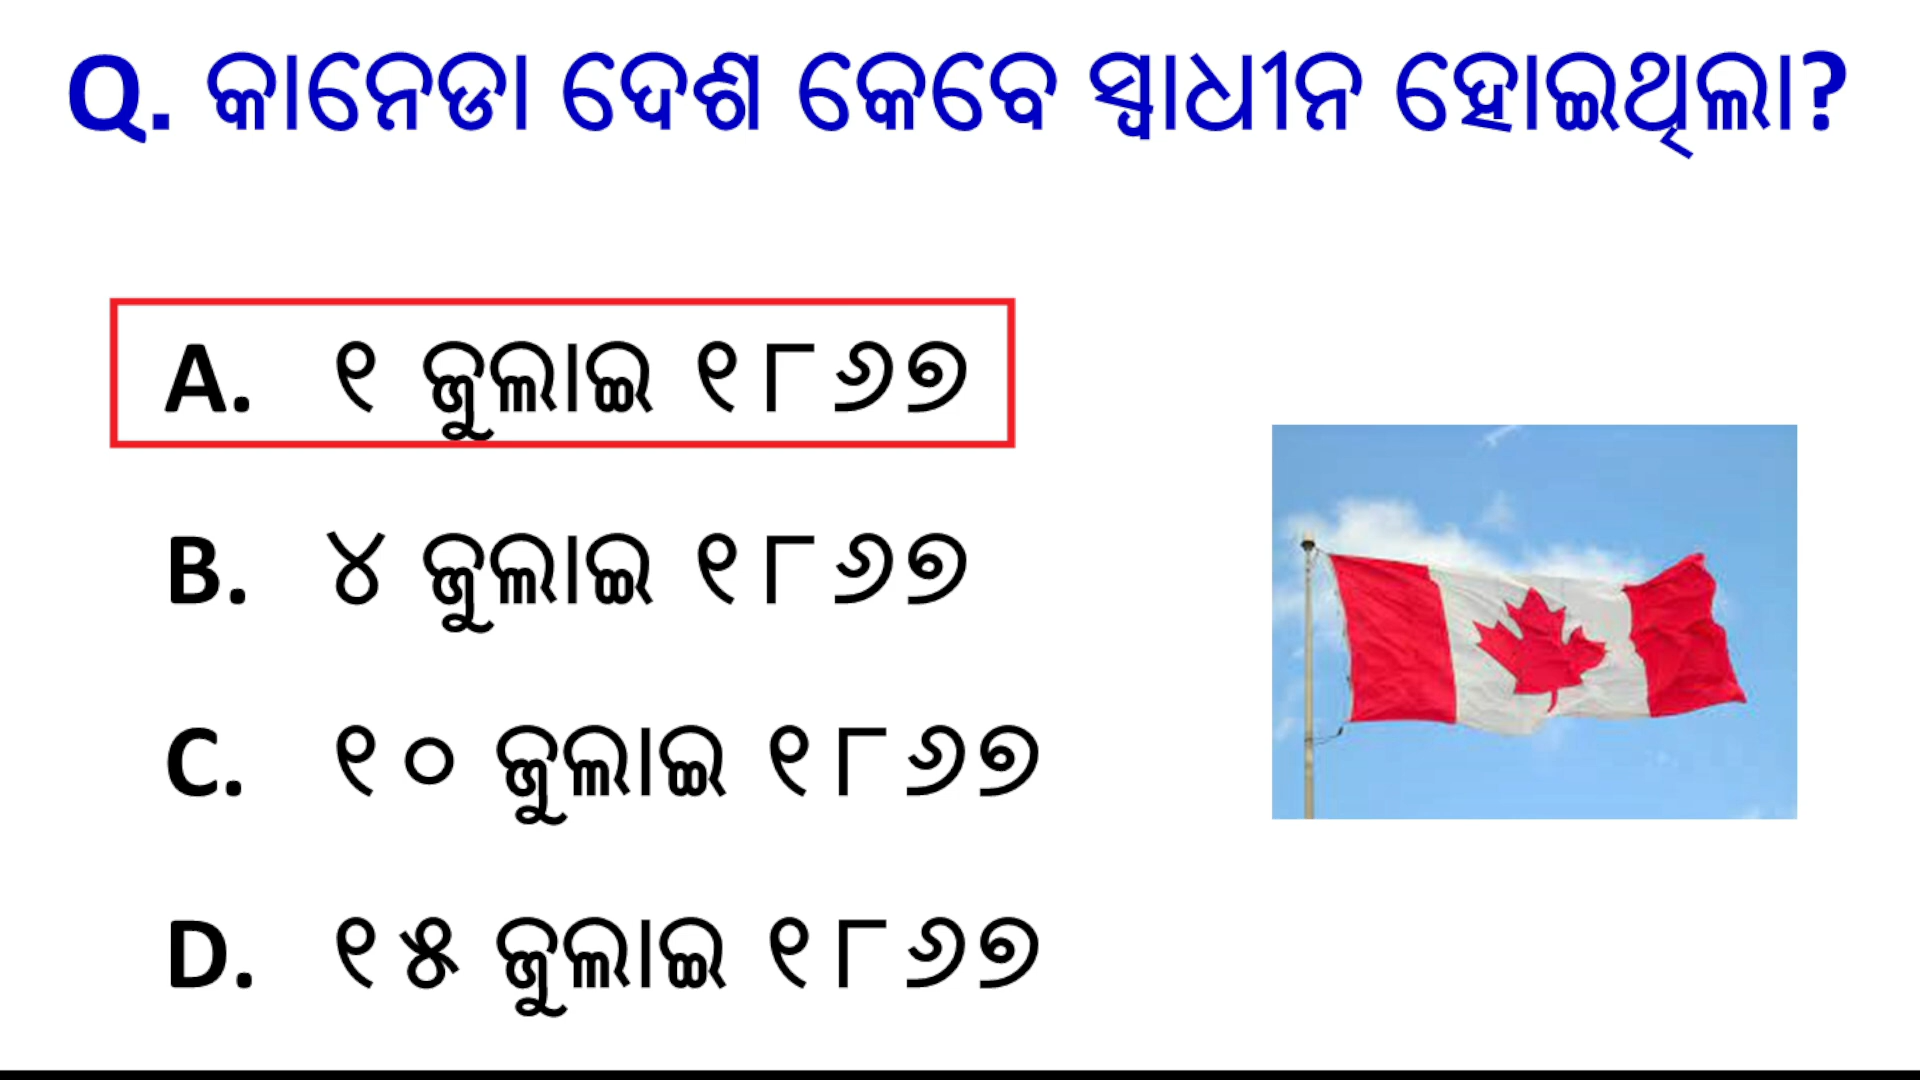 Q. କାନେଡା ଦେଶ କେବେ ସ୍ଵାଧୀନ ହୋଇଥିଲା?
A. ୧ ଜୁଲାଇ ୧୮୬୭
B. ୪ ଜୁଲାଇ ୧୮୬୭
C. ୧୦ ଜୁଲାଇ ୧୮୬୭
D. ୧୫ ଜୁଲାଇ ୧୮୬୭